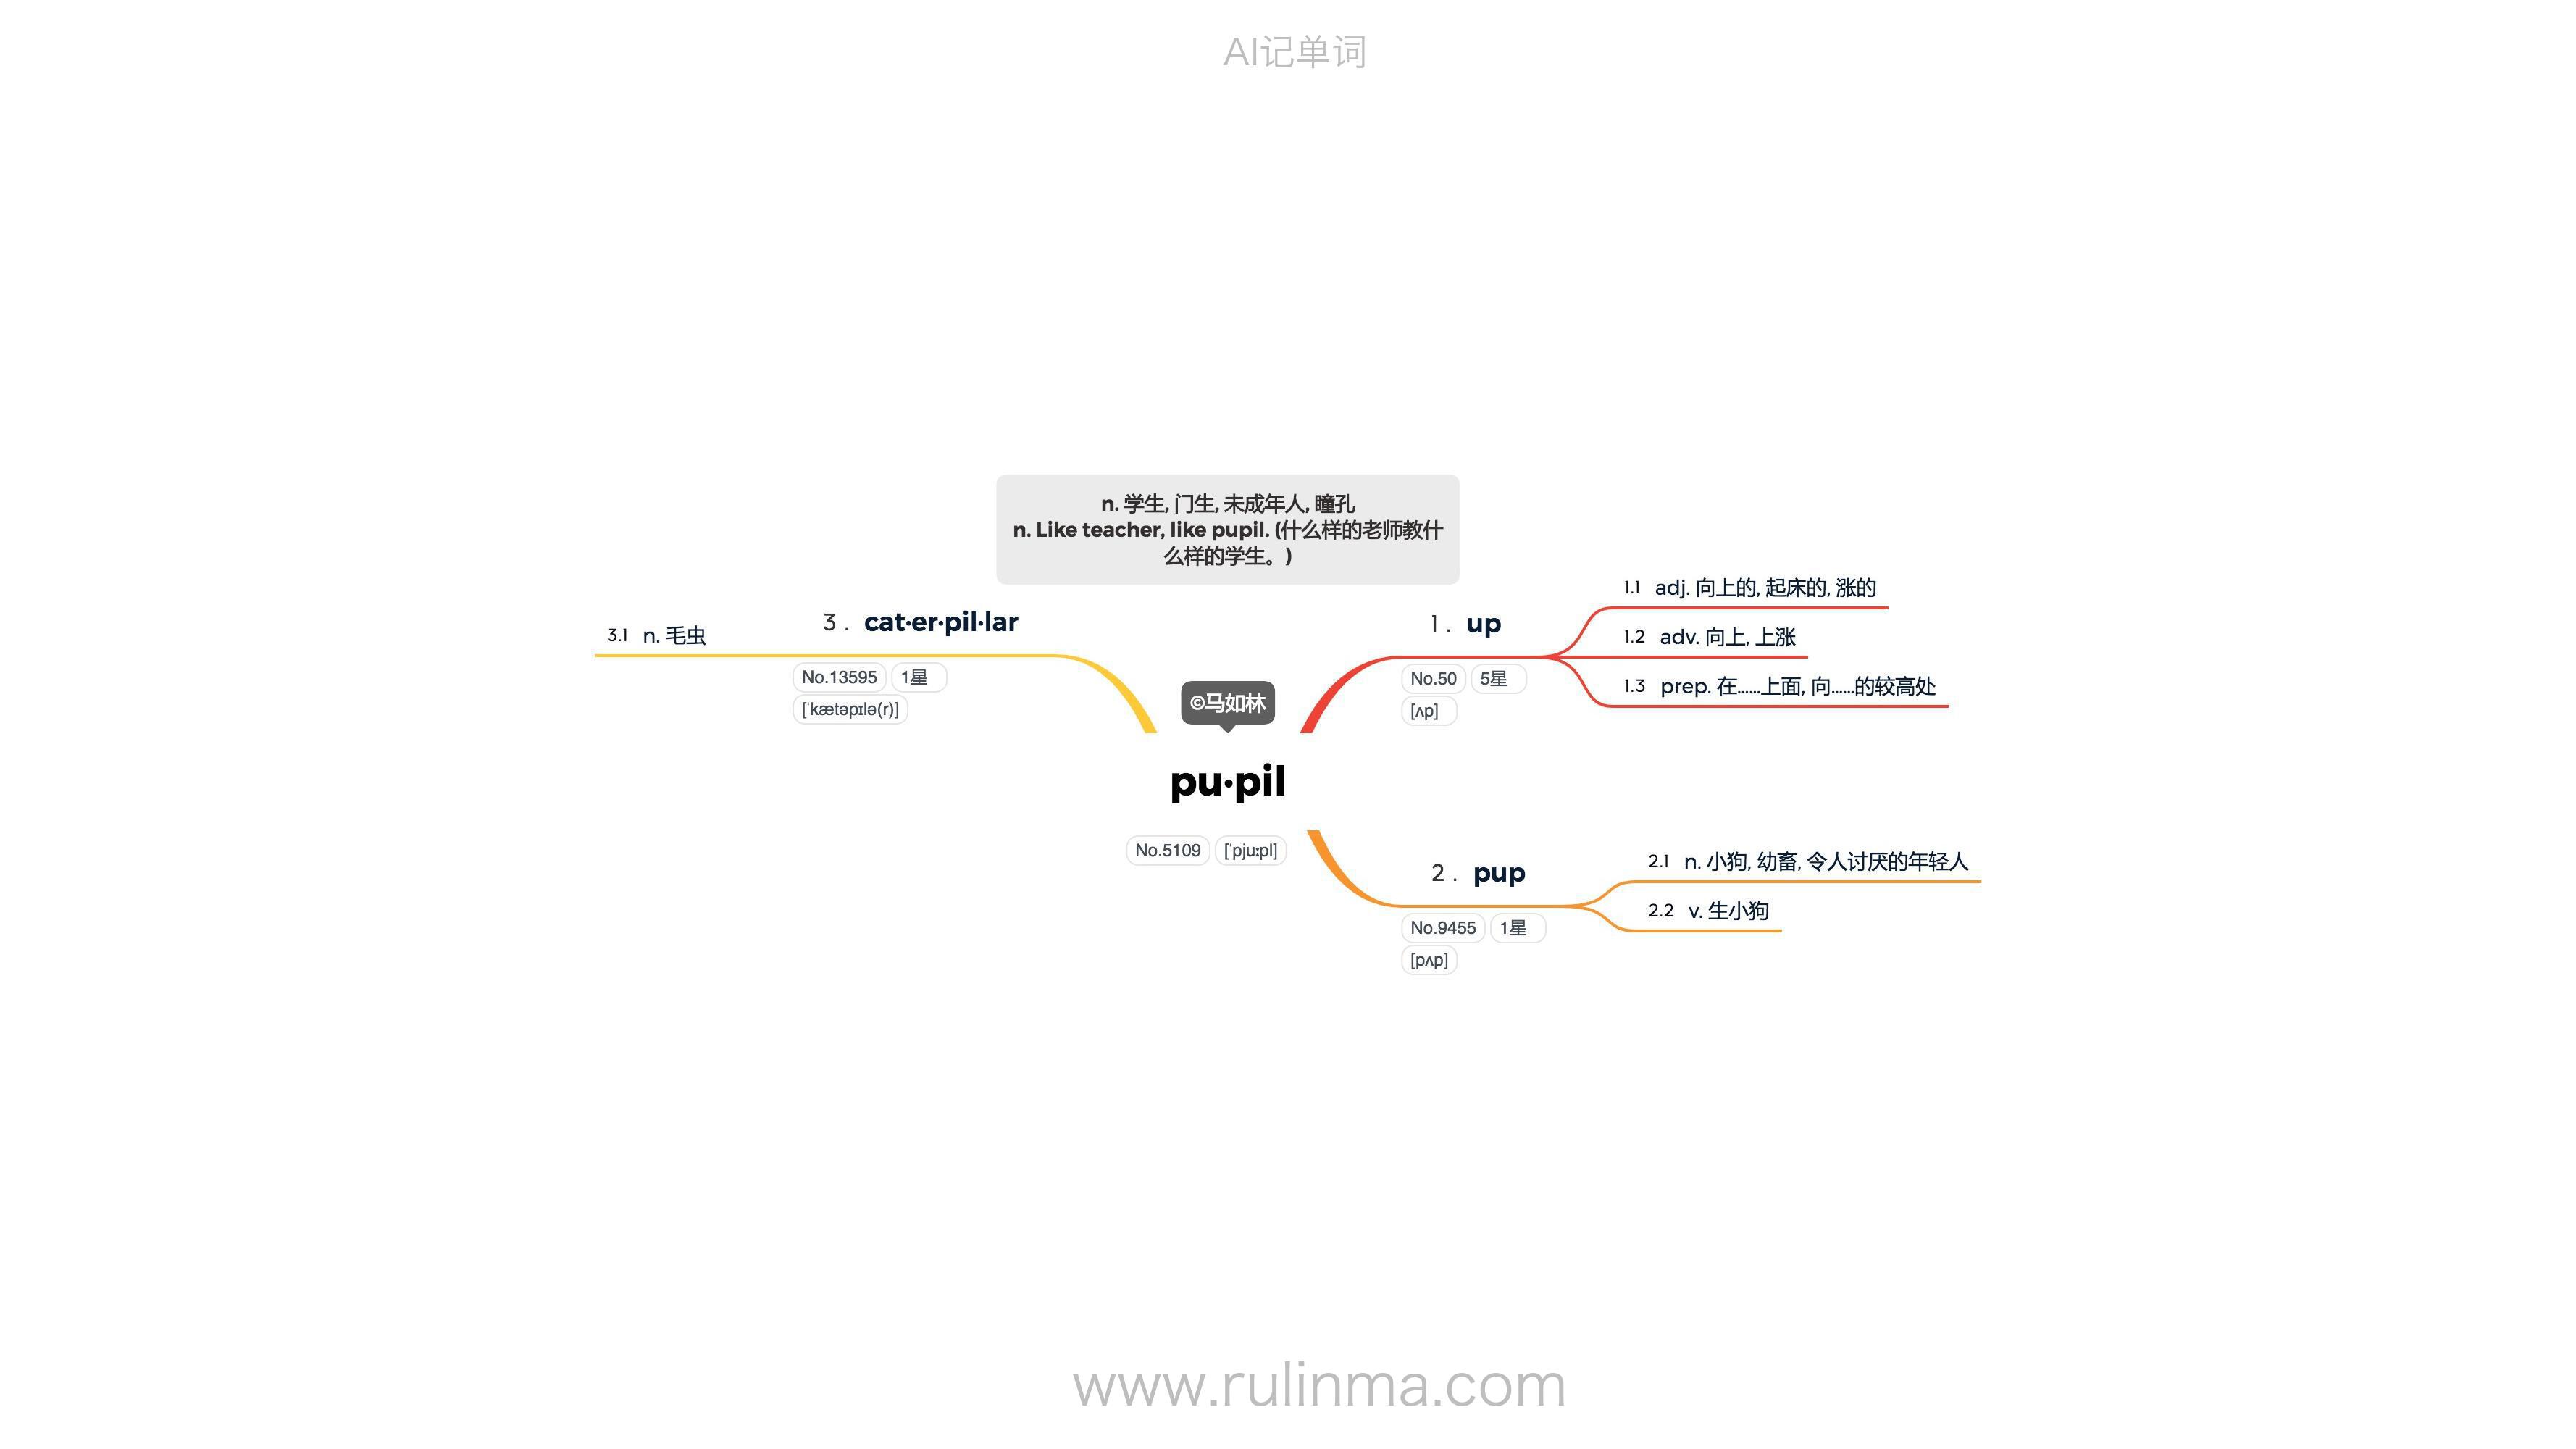 AI记单词
n. 学生, 门生, 未成年人, 瞳孔
n. Like teacher, like pupil. (什么样的老师教什
么样的学生。)
©马如林
pu·pil
No.5109 [ˈpjuːpl]
1 . up
No.50 5星
[ʌp]
1.1 adj. 向上的, 起床的, 涨的
1.2 adv. 向上, 上涨
1.3 prep. 在……上面, 向……的较高处
2 . pup
No.9455 1星
[pʌp]
2.1 n. 小狗, 幼畜, 令人讨厌的年轻人
2.2 v. 生小狗
3 . cat·er·pil·lar
No.13595 1星
[ˈkætəpɪlə(r)]
3.1 n. 毛虫
www.rulinma.com